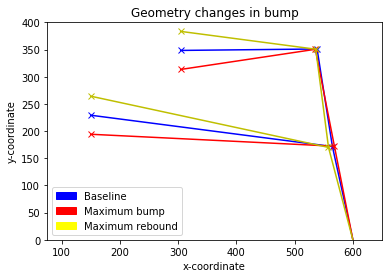 Geometry changes in bump
y-coordinate
400
350
300
250
200
150
100
50
0
Baseline
Maximum bump
Maximum rebound
100 200 300 400 500 600
x-coordinate